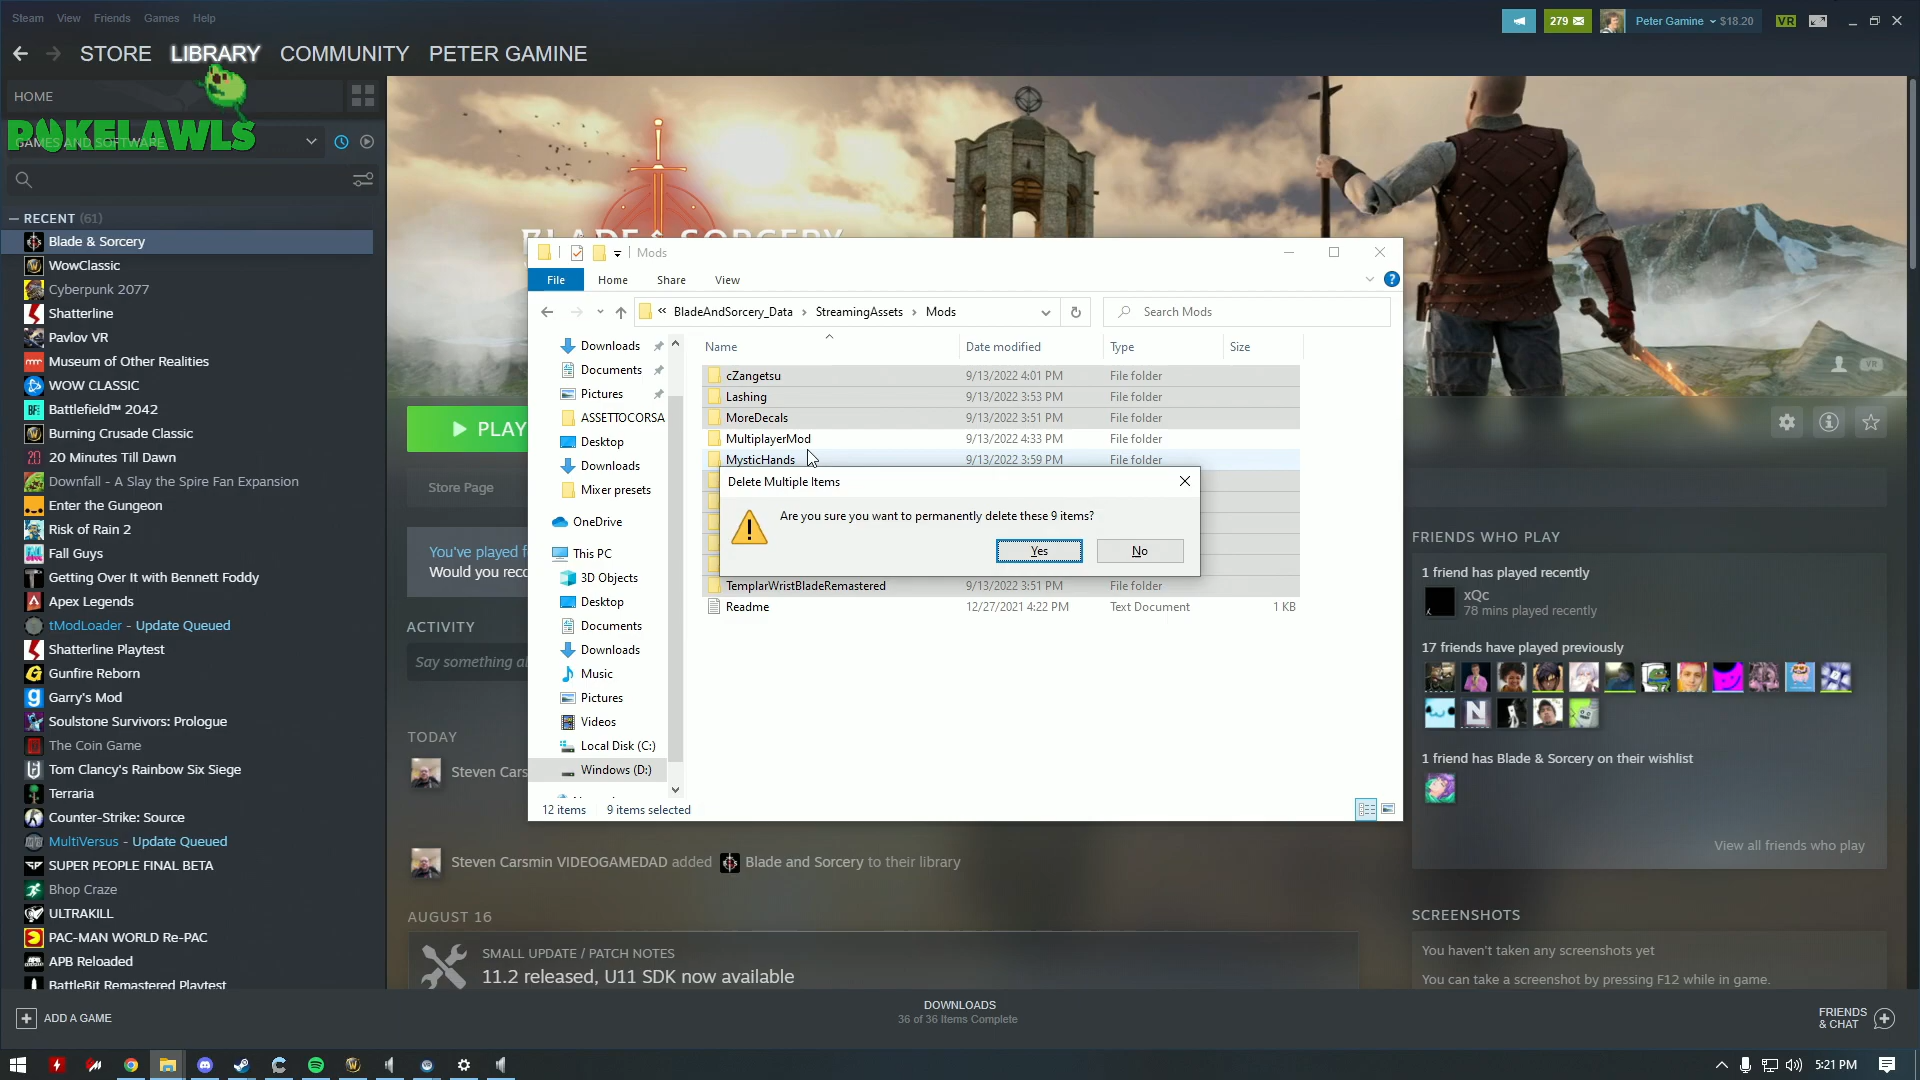 Steam View Friends Games Help
279
Peter Gamine $18.20
VR
STORE LIBRARY COMMUNITY PETER GAMINE
HOME
POKELAWLS
GAMES AND SOFTWARE
RECENT (61)
Blade & Sorcery
WowClassic
Cyberpunk 2077
Shatterline
Pavlov VR
Museum of Other Realities
WOW CLASSIC
Battlefield™ 2042
Burning Crusade Classic
20 Minutes Till Dawn
Downfall - A Slay the Spire Fan Expansion
Enter the Gungeon
Risk of Rain 2
Fall Guys
Getting Over It with Bennett Foddy
Apex Legends
tModLoader - Update Queued
Shatterline Playtest
Gunfire Reborn
Garry's Mod
Soulstone Survivors: Prologue
The Coin Game
Tom Clancy's Rainbow Six Siege
Terraria
Counter-Strike: Source
MultiVersus - Update Queued
SUPER PEOPLE FINAL BETA
Bhop Craze
ULTRAKILL
PAC-MAN WORLD Re-PAC
APB Reloaded
BattleBit Remastered Playtest
ADD A GAME
BLADE & SORCERY
PLAY
Store Page
You've played f
Would you reco
ACTIVITY
Say something a
TODAY
Steven Cars
Steven Carsmin VIDEOGAMEDAD added Blade and Sorcery to their library
AUGUST 16
SMALL UPDATE / PATCH NOTES
11.2 released, U11 SDK now available
Mods
File Home Share View
« BladeAndSorcery_Data › StreamingAssets › Mods
Search Mods
Downloads
Documents
Pictures
ASSETTOCORSA
Desktop
Downloads
Mixer presets
OneDrive
This PC
3D Objects
Desktop
Documents
Downloads
Music
Pictures
Videos
Local Disk (C:)
Windows (D:)
Name Date modified Type Size
cZangetsu 9/13/2022 4:01 PM File folder
Lashing 9/13/2022 3:53 PM File folder
MoreDecals 9/13/2022 3:51 PM File folder
MultiplayerMod 9/13/2022 4:33 PM File folder
MysticHands 9/13/2022 3:59 PM File folder
Delete Multiple Items
Are you sure you want to permanently delete these 9 items?
Yes No
TemplarWristBladeRemastered 9/13/2022 3:51 PM File folder
Readme 12/27/2021 4:22 PM Text Document 1 KB
12 items 9 items selected
FRIENDS WHO PLAY
1 friend has played recently
xQc
78 mins played recently
17 friends have played previously
1 friend has Blade & Sorcery on their wishlist
View all friends who play
SCREENSHOTS
You haven't taken any screenshots yet
You can take a screenshot by pressing F12 while in game.
DOWNLOADS
36 of 36 Items Complete
FRIENDS
& CHAT
5:21 PM